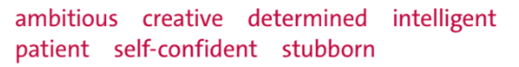 ambitious creative determined intelligent
patient self-confident stubborn